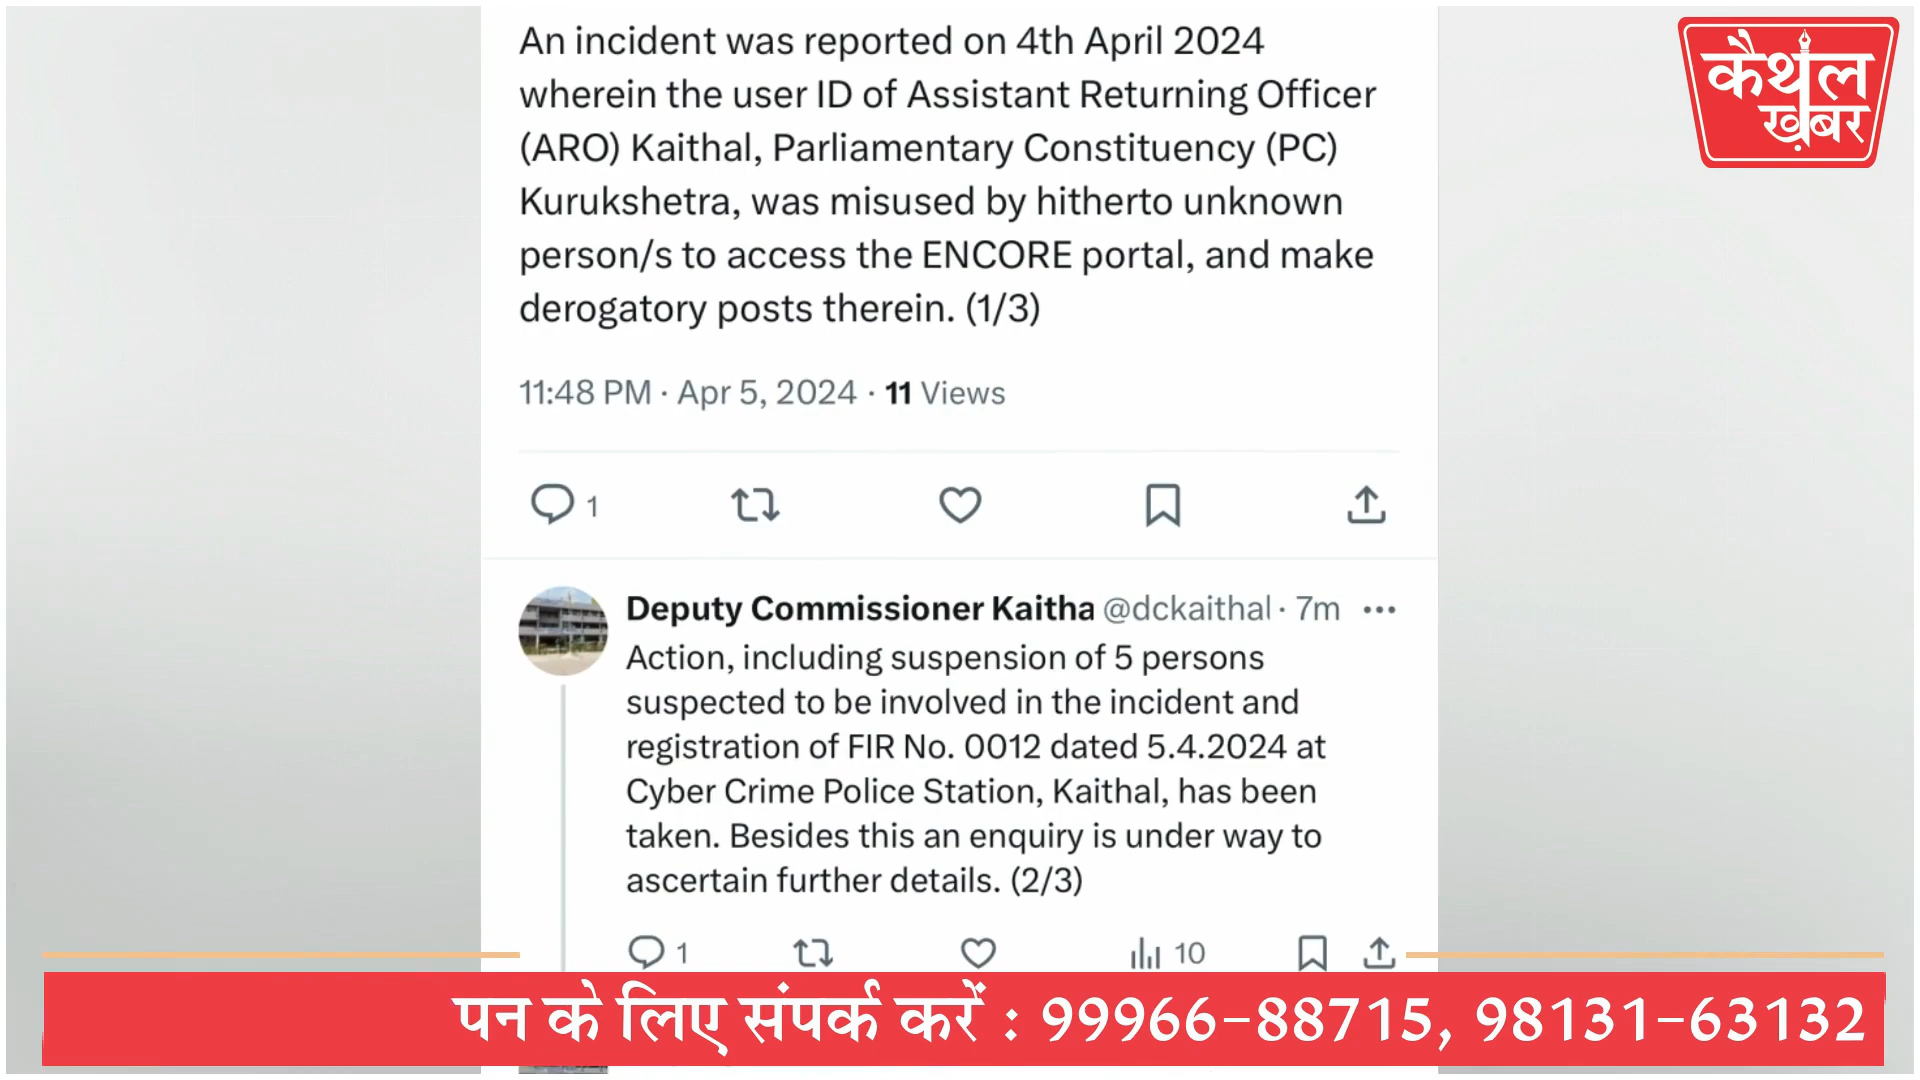 An incident was reported on 4th April 2024
wherein the user ID of Assistant Returning Officer
(ARO) Kaithal, Parliamentary Constituency (PC)
Kurukshetra, was misused by hitherto unknown
person/s to access the ENCORE portal, and make
derogatory posts therein. (1/3)
11:48 PM · Apr 5, 2024 · 11 Views
1
Deputy Commissioner Kaitha @dckaithal · 7m
Action, including suspension of 5 persons
suspected to be involved in the incident and
registration of FIR No. 0012 dated 5.4.2024 at
Cyber Crime Police Station, Kaithal, has been
taken. Besides this an enquiry is under way to
ascertain further details. (2/3)
1 10
पन के लिए संपर्क करें : 99966-88715, 98131-63132
कैथल
ख़बर